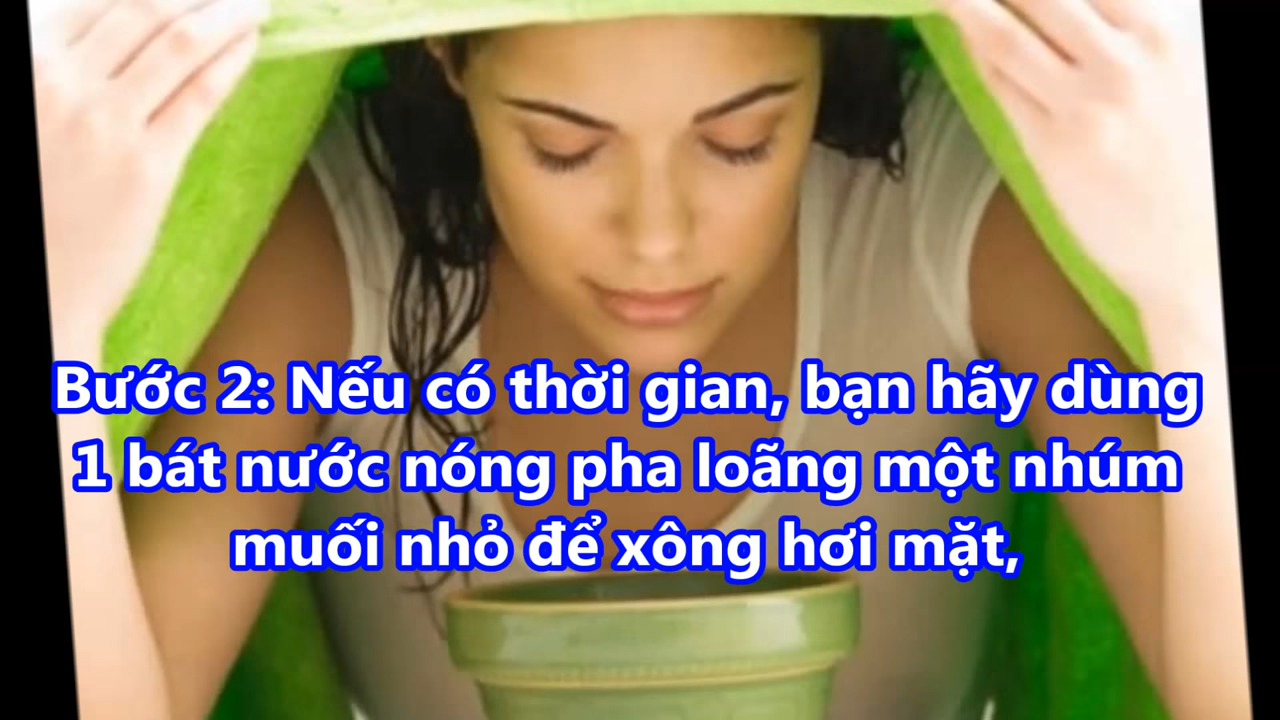 Bước 2: Nếu có thời gian, bạn hãy dùng
1 bát nước nóng pha loãng một nhúm
muối nhỏ để xông hơi mặt,